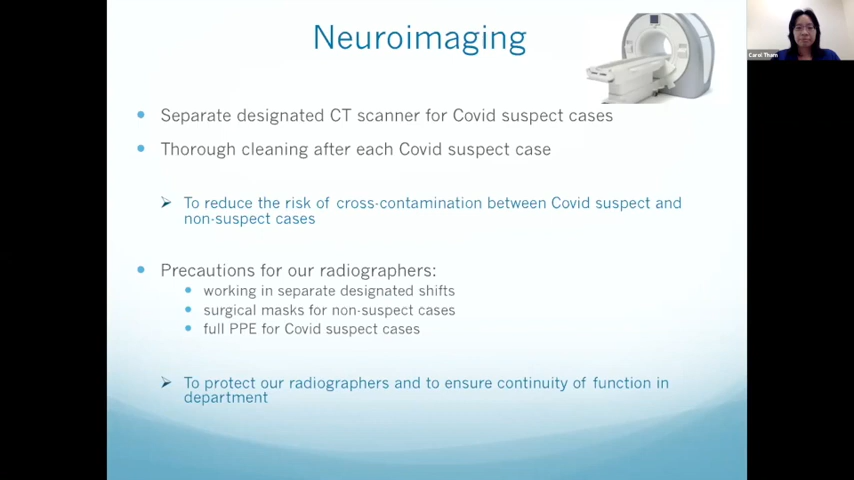 Neuroimaging
Carol Tham
Separate designated CT scanner for Covid suspect cases
Thorough cleaning after each Covid suspect case
To reduce the risk of cross-contamination between Covid suspect and
non-suspect cases
Precautions for our radiographers:
working in separate designated shifts
surgical masks for non-suspect cases
full PPE for Covid suspect cases
To protect our radiographers and to ensure continuity of function in
department